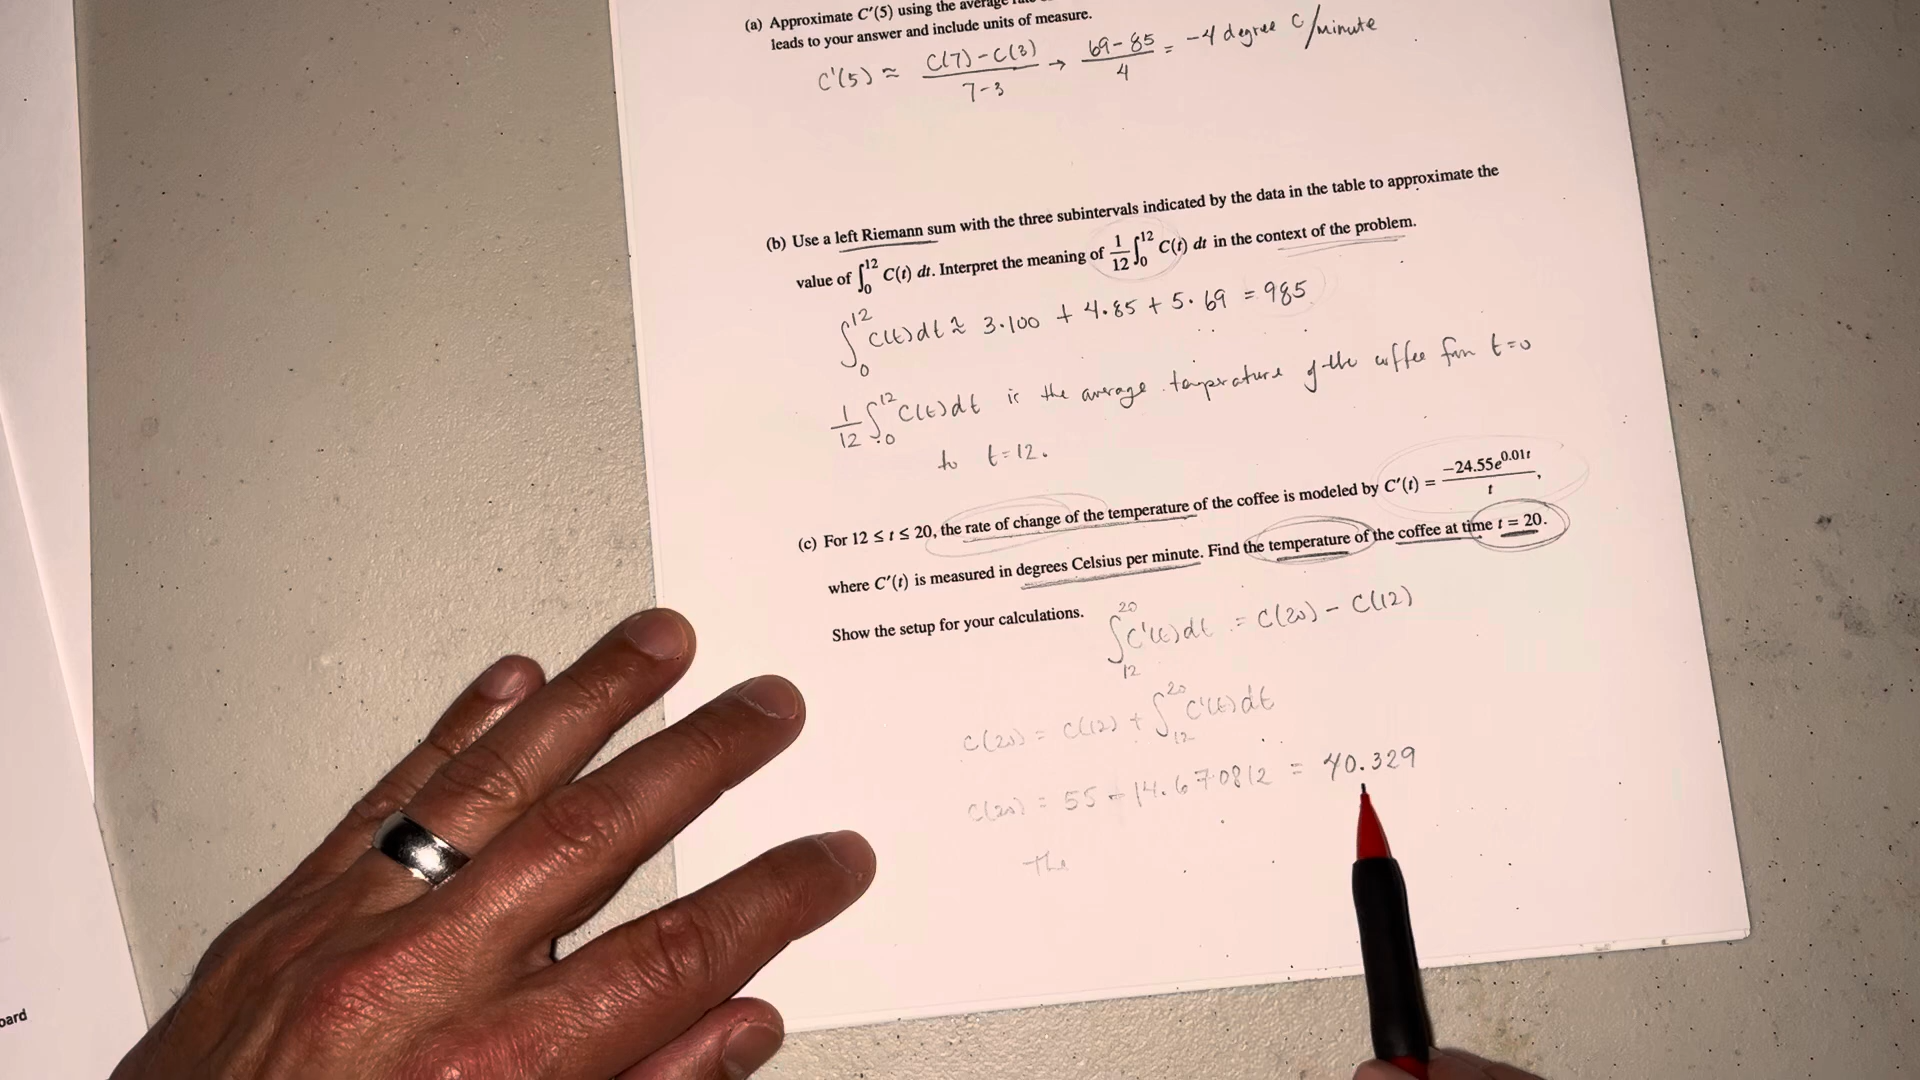 (a) Approximate C′(5) using the average
leads to your answer and include units of measure.
C'(5) ≈ C(7)-C(3) / 7-3 → 69-85 / 4 = -4 degree C/minute
(b) Use a left Riemann sum with the three subintervals indicated by the data in the table to approximate the
value of ∫₀¹² C(t) dt. Interpret the meaning of 1/12 ∫₀¹² C(t) dt in the context of the problem.
∫₀¹² C(t)dt ≈ 3·100 + 4·85 + 5·69 = 985
1/12 ∫₀¹² C(t)dt is the average temperature of the coffee from t=0
to t=12.
(c) For 12 ≤ t ≤ 20, the rate of change of the temperature of the coffee is modeled by C′(t) = −24.55e^0.01t / t,
where C′(t) is measured in degrees Celsius per minute. Find the temperature of the coffee at time t = 20.
Show the setup for your calculations.
∫₁₂²⁰ C'(t)dt = C(20) - C(12)
C(20) = C(12) + ∫₁₂²⁰ C'(t)dt
C(20) = 55 - 14.670812 = 40.329
The
oard